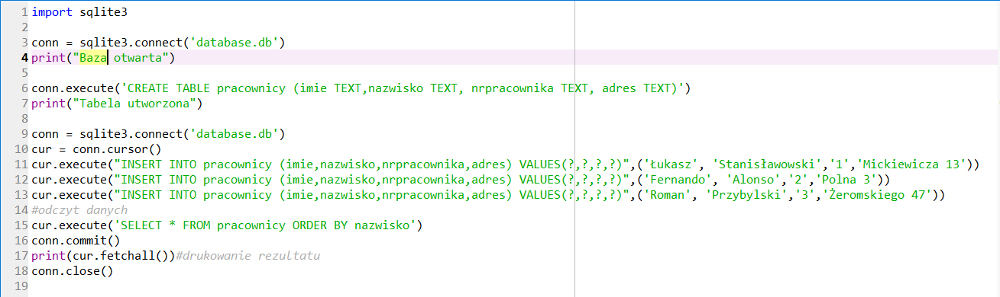 1 import sqlite3
2
3 conn = sqlite3.connect('database.db')
4 print("Baza otwarta")
5
6 conn.execute('CREATE TABLE pracownicy (imie TEXT,nazwisko TEXT, nrpracownika TEXT, adres TEXT)')
7 print("Tabela utworzona")
8
9 conn = sqlite3.connect('database.db')
10 cur = conn.cursor()
11 cur.execute("INSERT INTO pracownicy (imie,nazwisko,nrpracownika,adres) VALUES(?,?,?,?)",('Łukasz', 'Stanisławowski','1','Mickiewicza 13'))
12 cur.execute("INSERT INTO pracownicy (imie,nazwisko,nrpracownika,adres) VALUES(?,?,?,?)",('Fernando', 'Alonso','2','Polna 3'))
13 cur.execute("INSERT INTO pracownicy (imie,nazwisko,nrpracownika,adres) VALUES(?,?,?,?)",('Roman', 'Przybylski','3','Żeromskiego 47'))
14 #odczyt danych
15 cur.execute('SELECT * FROM pracownicy ORDER BY nazwisko')
16 conn.commit()
17 print(cur.fetchall())#drukowanie rezultatu
18 conn.close()
19